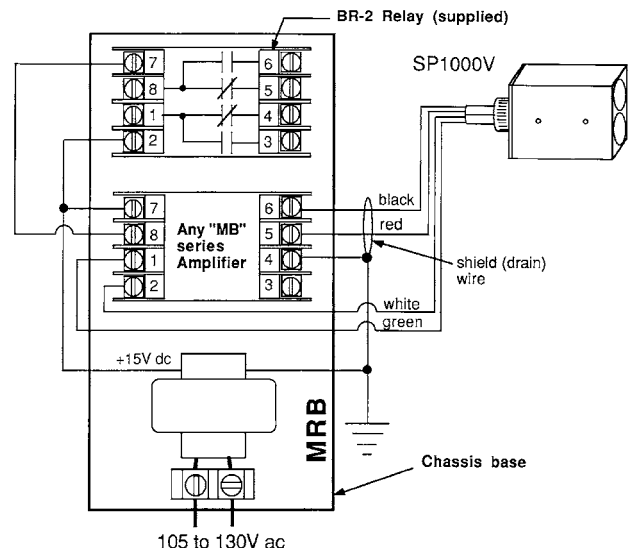 BR-2 Relay (supplied)
SP1000V
7 6
8 5
1 4
2 3
black
7 6
Any "MB"
red
8 5
series
1 4
Amplifier
shield (drain)
wire
2 3
white
green
+15V dc
MRB
Chassis base
105 to 130V ac